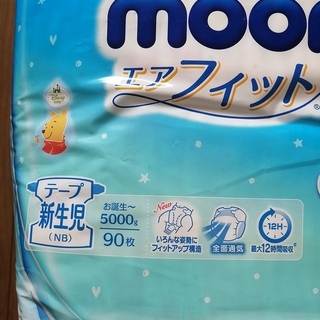 moo
エアフィット
Disney
テープ
新生児
(NB)
お誕生～
5000g
90枚
New
いろんな姿勢に
フィットアップ構造
全面通気
12H
最大12時間吸収